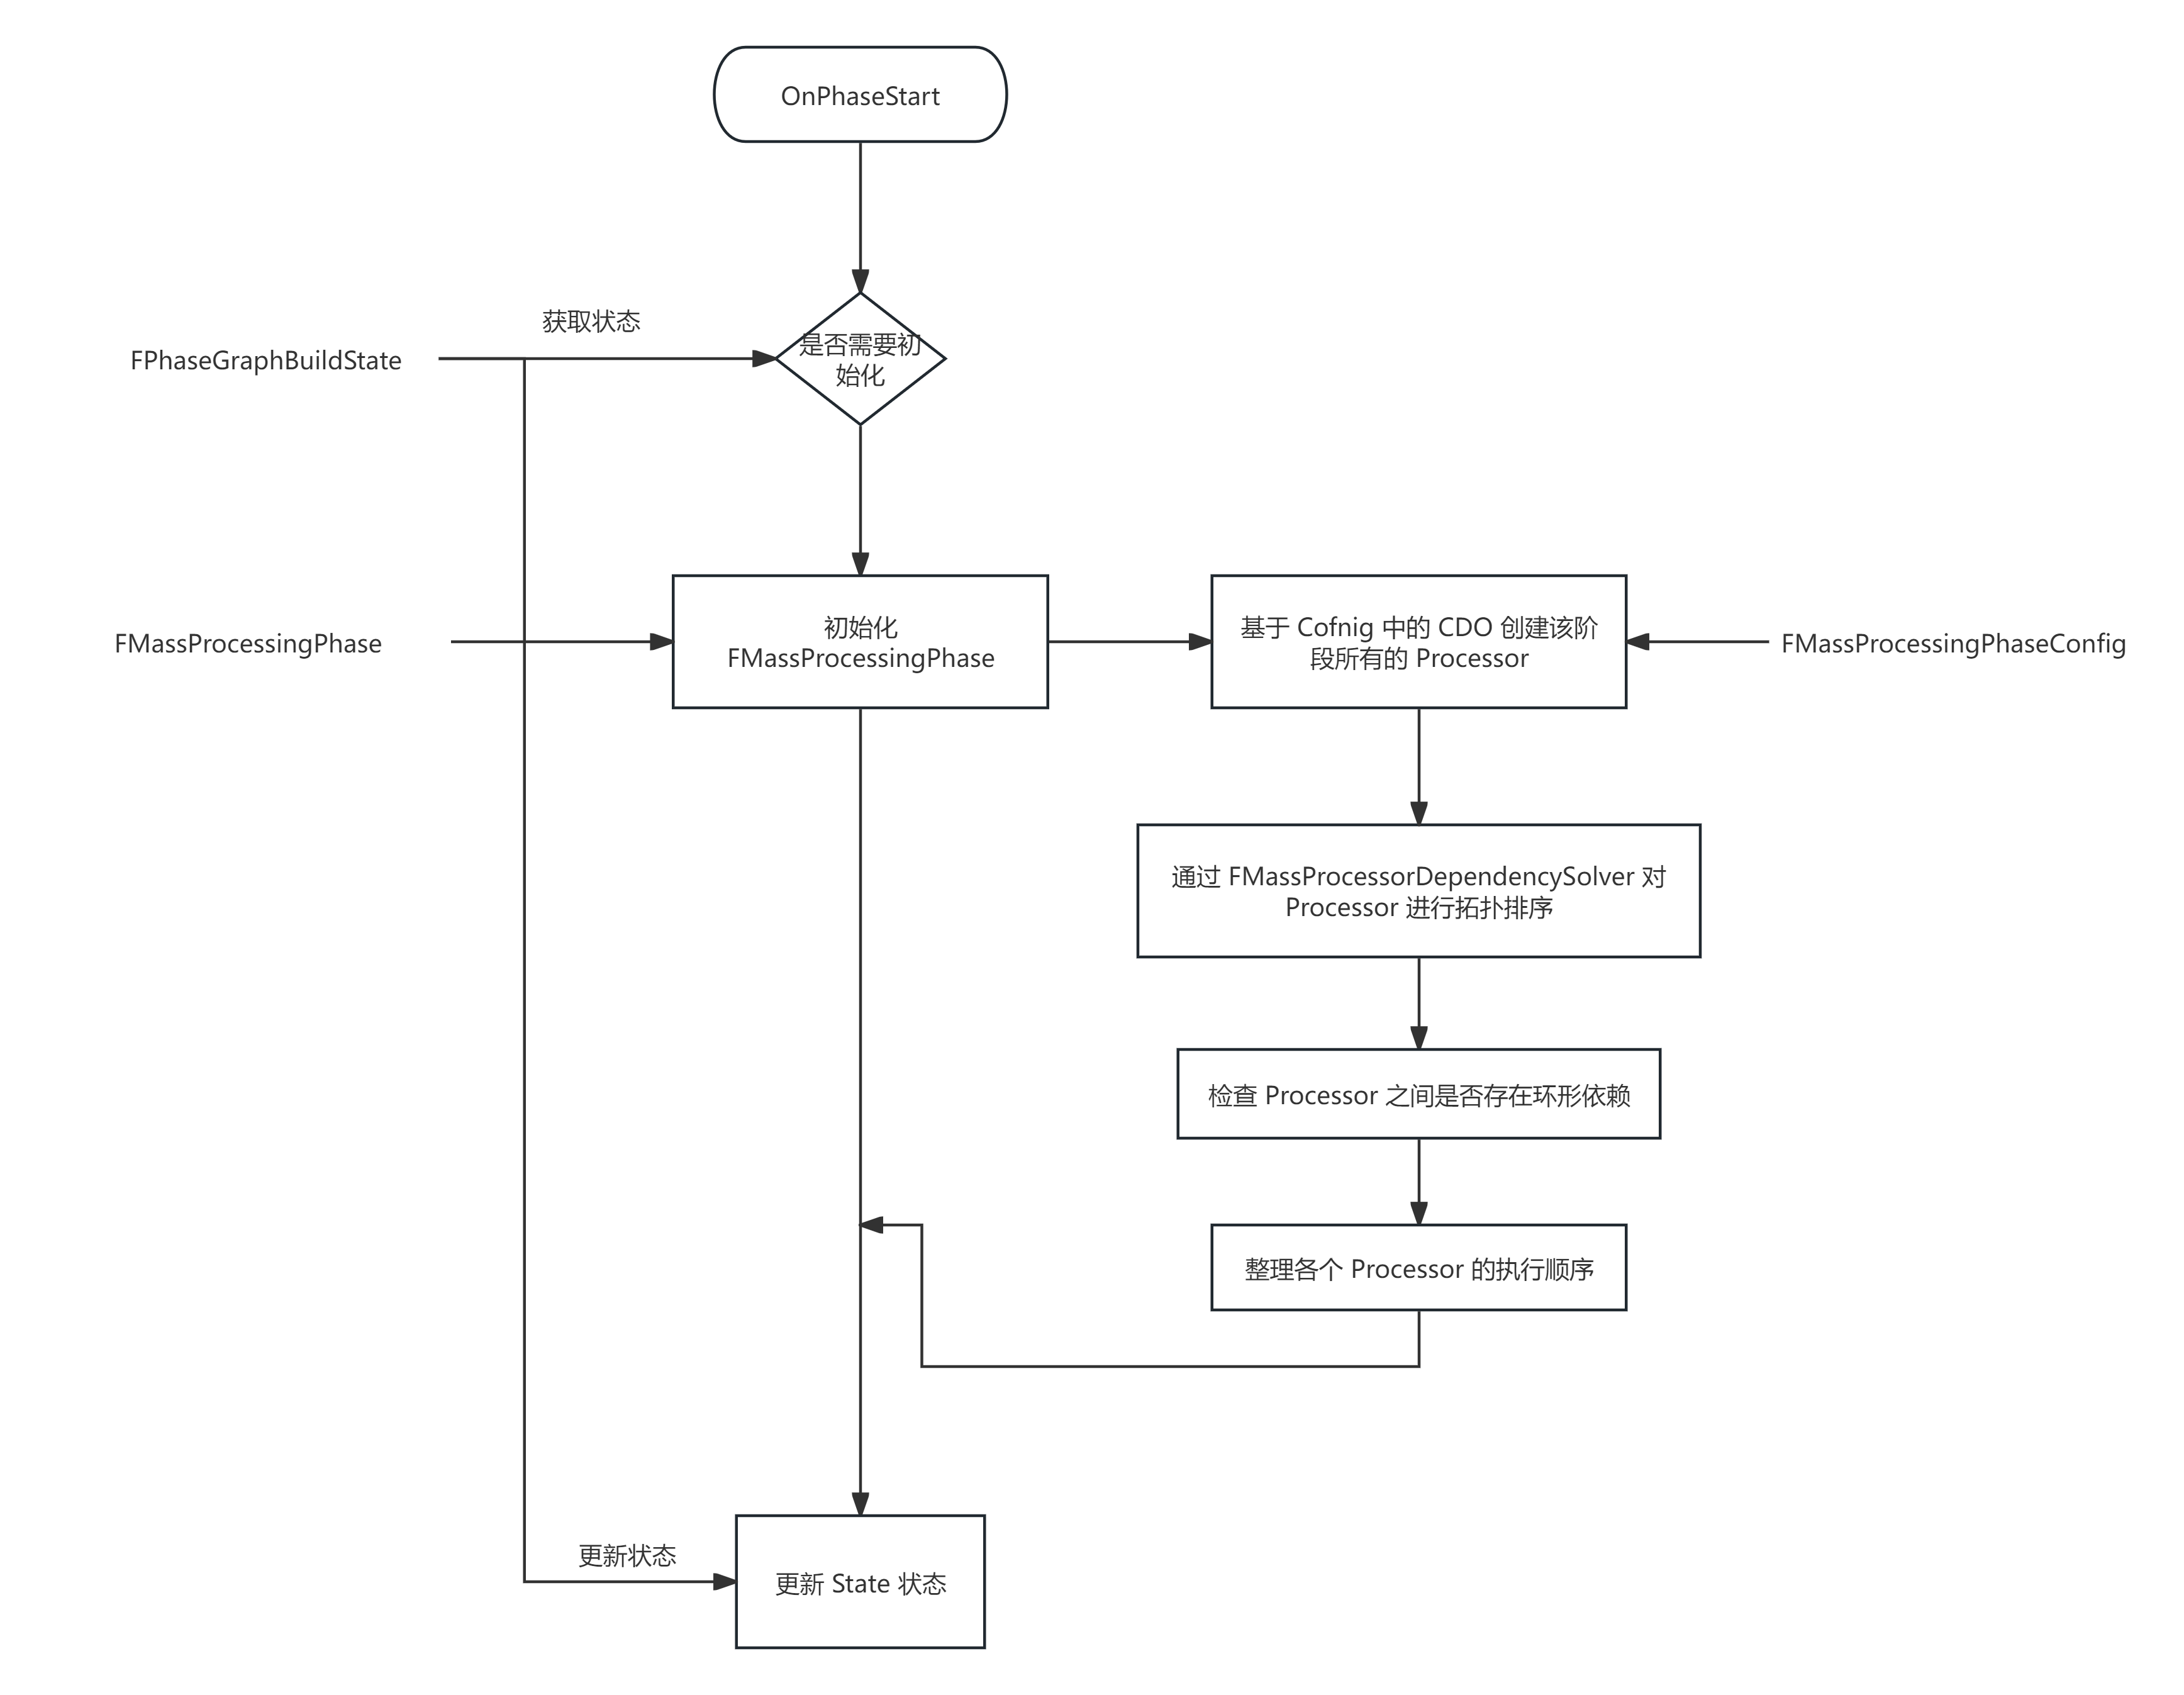 OnPhaseStart
获取状态
FPhaseGraphBuildState
是否需要初
始化
FMassProcessingPhase
初始化
FMassProcessingPhase
基于 Cofnig 中的 CDO 创建该阶
段所有的 Processor
FMassProcessingPhaseConfig
通过 FMassProcessorDependencySolver 对
Processor 进行拓扑排序
检查 Processor 之间是否存在环形依赖
整理各个 Processor 的执行顺序
更新状态
更新 State 状态